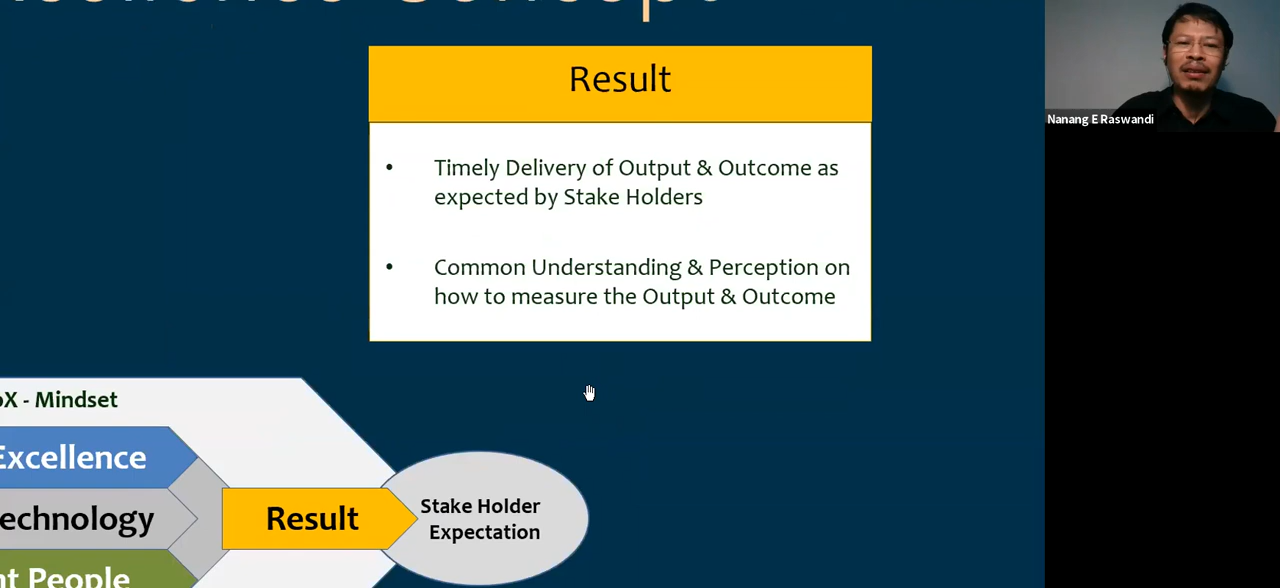 Concept
Result
Nanang E Raswandi
• Timely Delivery of Output & Outcome as
expected by Stake Holders
• Common Understanding & Perception on
how to measure the Output & Outcome
X - Mindset
Excellence
echnology
Result
Stake Holder
Expectation
nt People